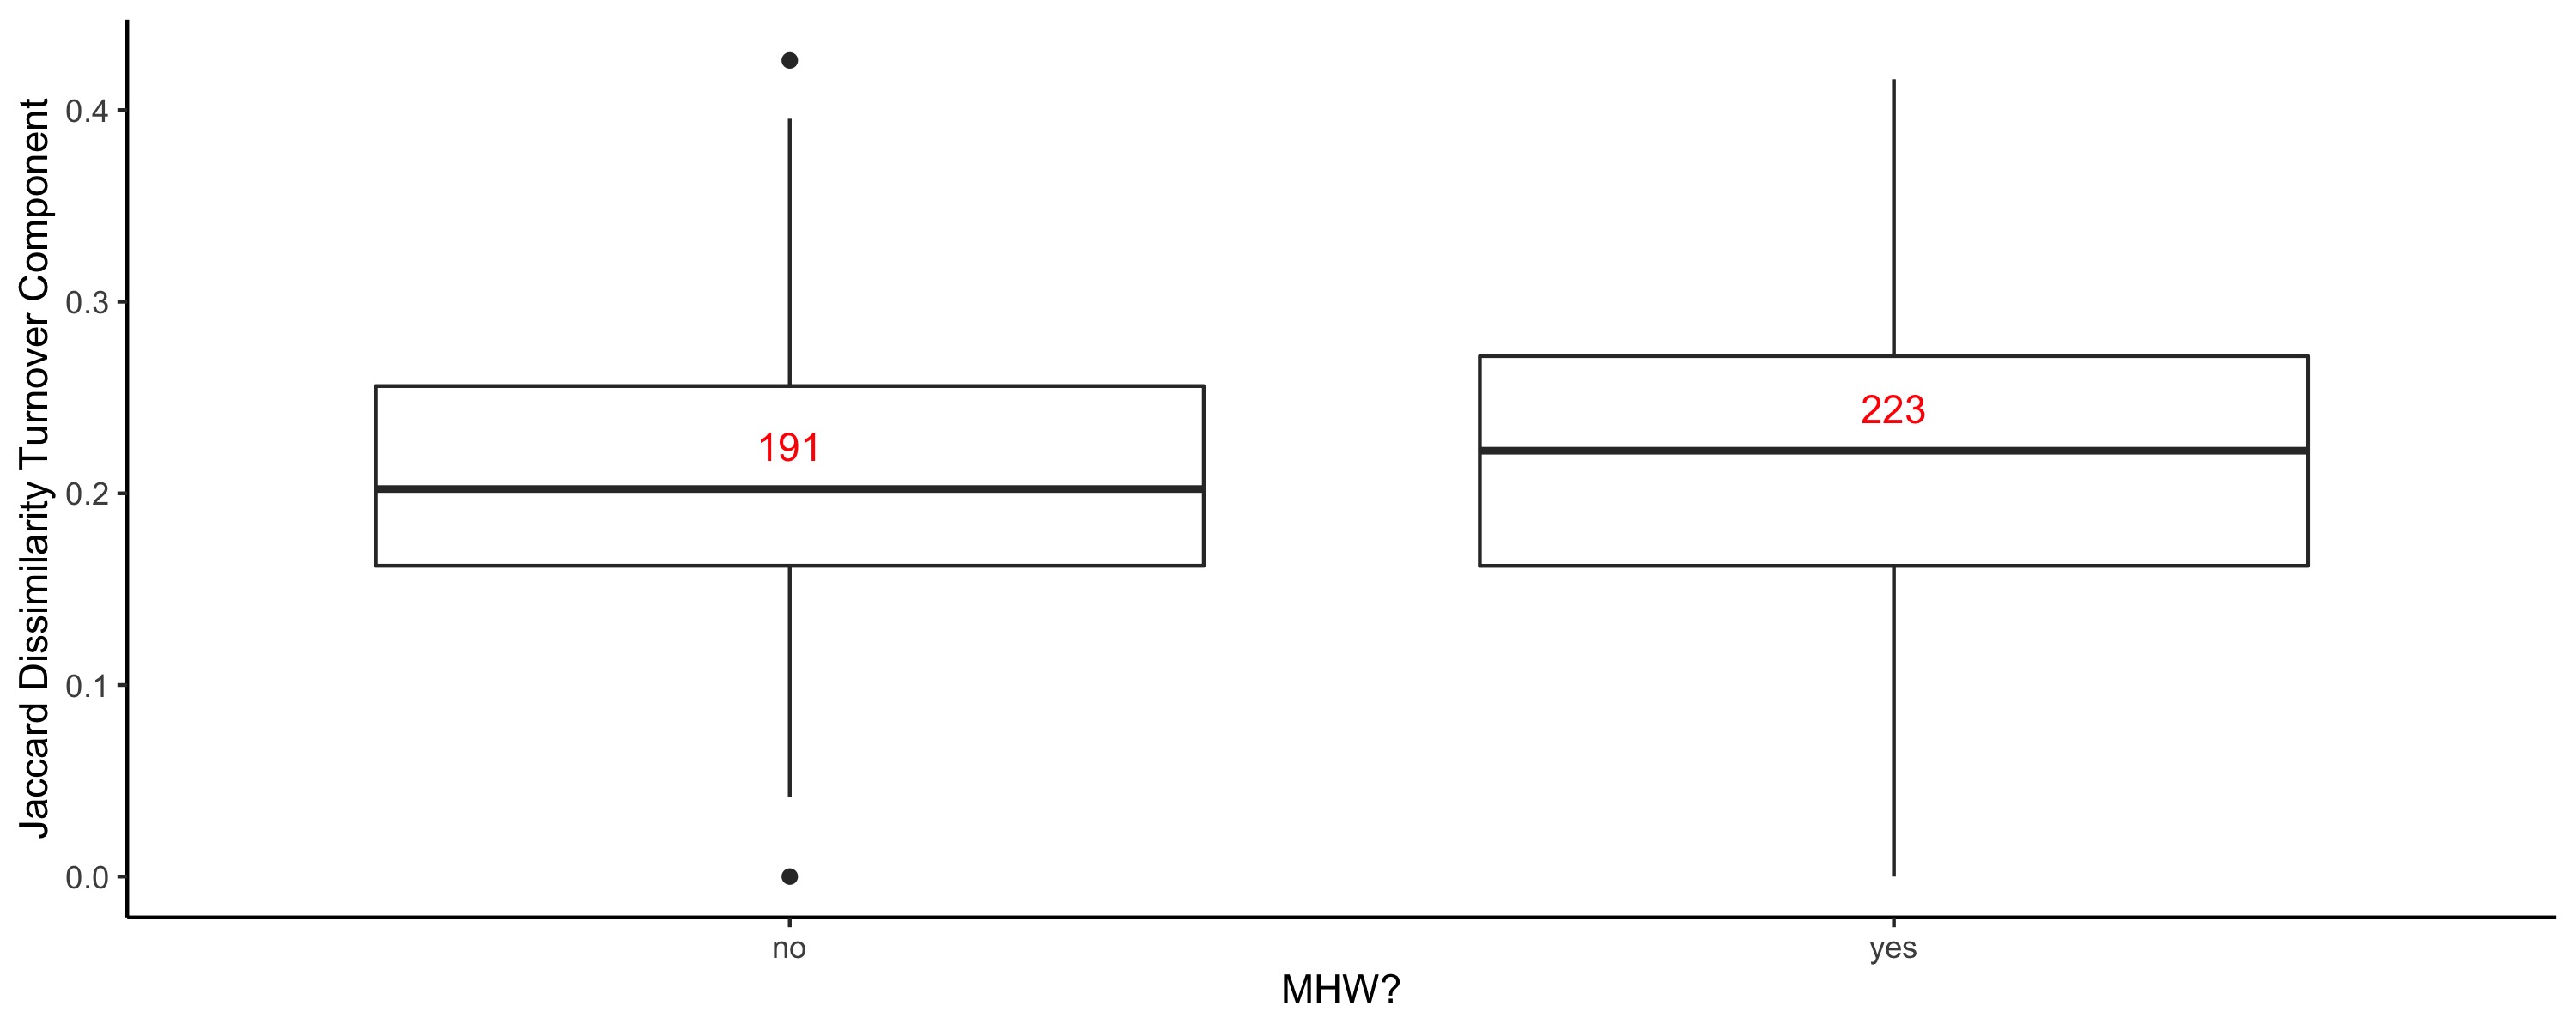 Jaccard Dissimilarity Turnover Component
0.4
0.3
0.2
0.1
0.0
191
223
no
yes
MHW?